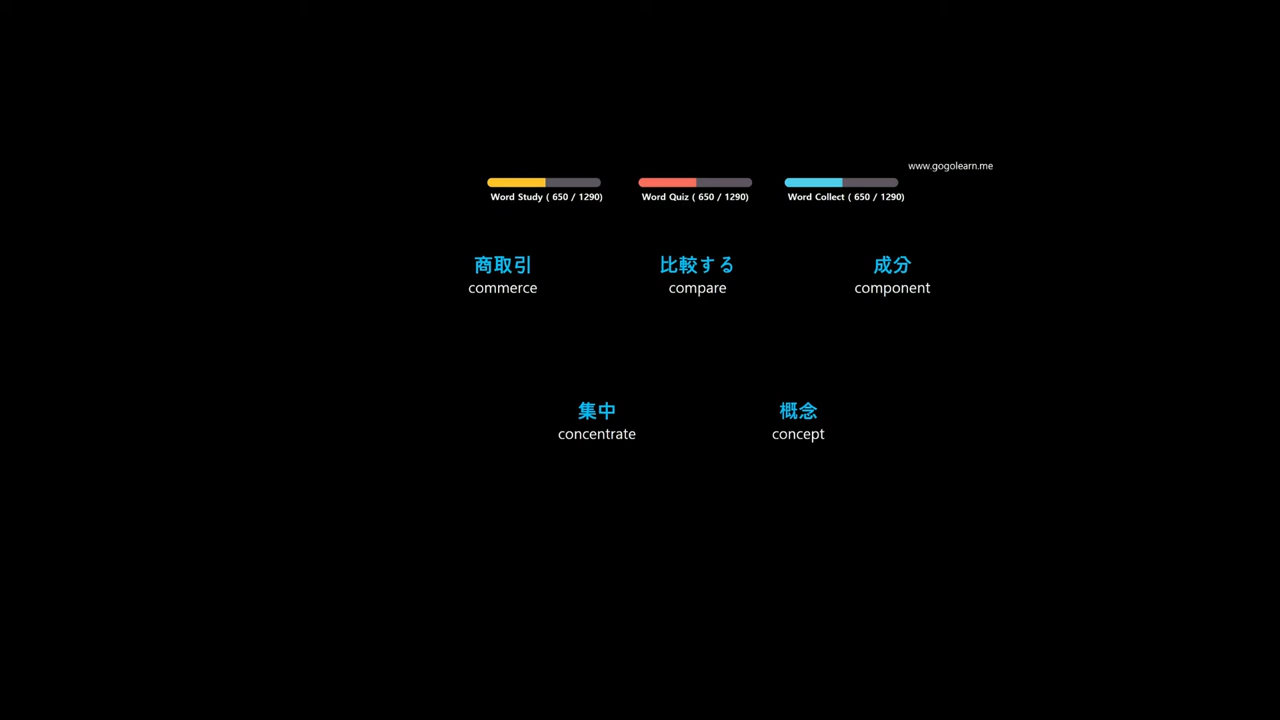 www.gogolearn.me
Word Study ( 650 / 1290)
Word Quiz ( 650 / 1290)
Word Collect ( 650 / 1290)
商取引
commerce
比較する
compare
成分
component
集中
concentrate
概念
concept